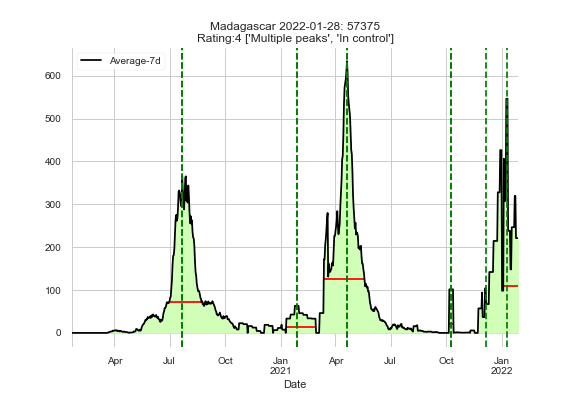 Madagascar 2022-01-28: 57375
Rating:4 ['Multiple peaks', 'In control']
Average-7d
600
500
400
300
200
100
0
Apr Jul Oct Jan Apr Jul Oct Jan
2021 2022
Date